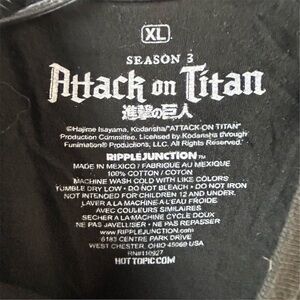 XL
SEASON 3
Attack on Titan
進撃の巨人
©Hajime Isayama, Kodansha/"ATTACK ON TITAN"
Production Committee. Licensed by Kodansha through
Funimation® Productions, LLC. All Rights Reserved.
RIPPLE JUNCTION™
MADE IN MEXICO / FABRIQUE AU MEXIQUE
100% COTTON / COTON
MACHINE WASH COLD WITH LIKE COLORS
TUMBLE DRY LOW - DO NOT BLEACH - DO NOT IRON
NOT INTENDED FOR CHILDREN 12 AND UNDER.
LAVER A LA MACHINE A L'EAU FROIDE
AVEC COULEURS SIMILAIRES
SECHER A LA MACHINE CYCLE DOUX
NE PAS JAVELLISER - NE PAS REPASSER
WWW.RIPPLEJUNCTION.COM
6183 CENTRE PARK DRIVE
WEST CHESTER, OHIO 45069 USA
RN#110927
HOTTOPIC.COM